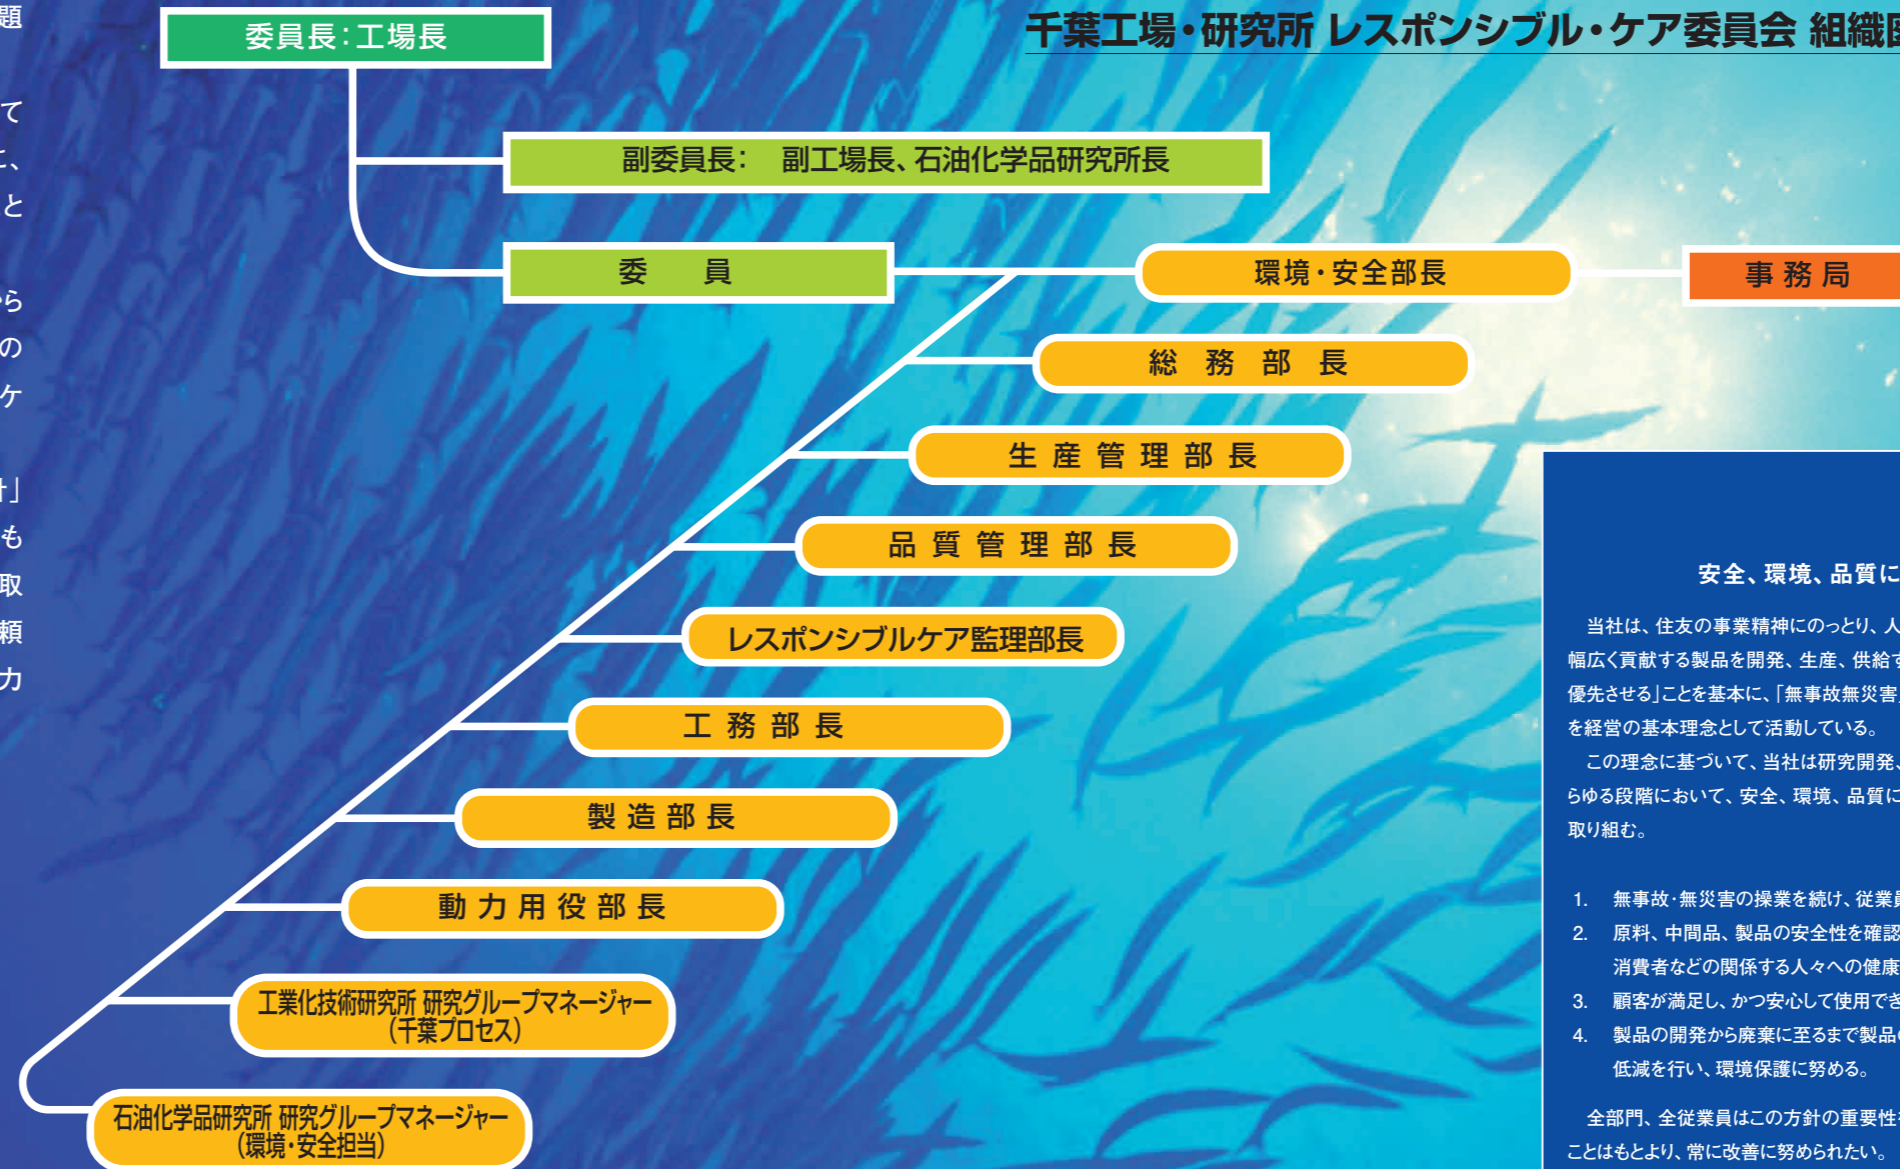 題
て
に、
と
から
の
ケ
針」
も
取
頼
力
千葉工場・研究所 レスポンシブル・ケア委員会 組織図
委員長：工場長
副委員長： 副工場長、石油化学品研究所長
委 員
環境・安全部長
事務局
総務部長
生産管理部長
品質管理部長
レスポンシブルケア監理部長
工務部長
製造部長
動力用役部長
工業化技術研究所 研究グループマネージャー
（千葉プロセス）
石油化学品研究所 研究グループマネージャー
（環境・安全担当）
安全、環境、品質に
当社は、住友の事業精神にのっとり、人
幅広く貢献する製品を開発、生産、供給す
優先させる」ことを基本に、「無事故無災害」
を経営の基本理念として活動している。
この理念に基づいて、当社は研究開発、
らゆる段階において、安全、環境、品質に
取り組む。
1. 無事故・無災害の操業を続け、従業員
2. 原料、中間品、製品の安全性を確認
消費者などの関係する人々への健康
3. 顧客が満足し、かつ安心して使用でき
4. 製品の開発から廃棄に至るまで製品の
低減を行い、環境保護に努める。
全部門、全従業員はこの方針の重要性を
ことはもとより、常に改善に努められたい。